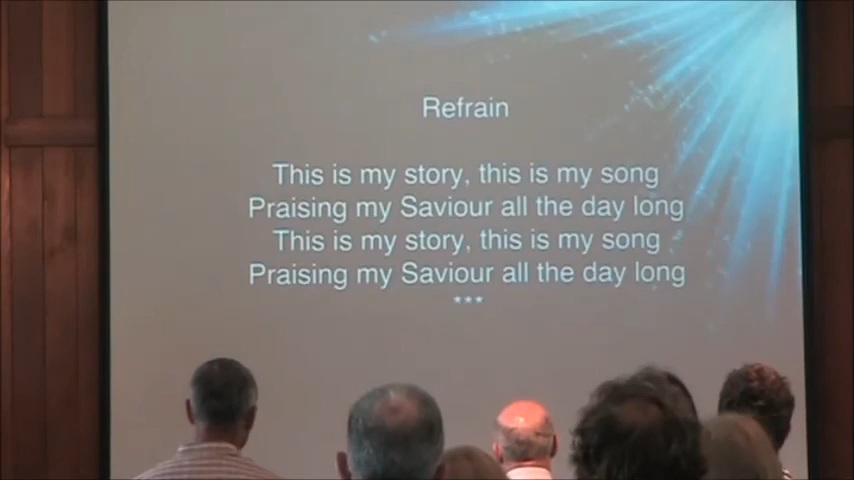 Refrain
This is my story, this is my song
Praising my Saviour all the day long
This is my story, this is my song
Praising my Saviour all the day long
***